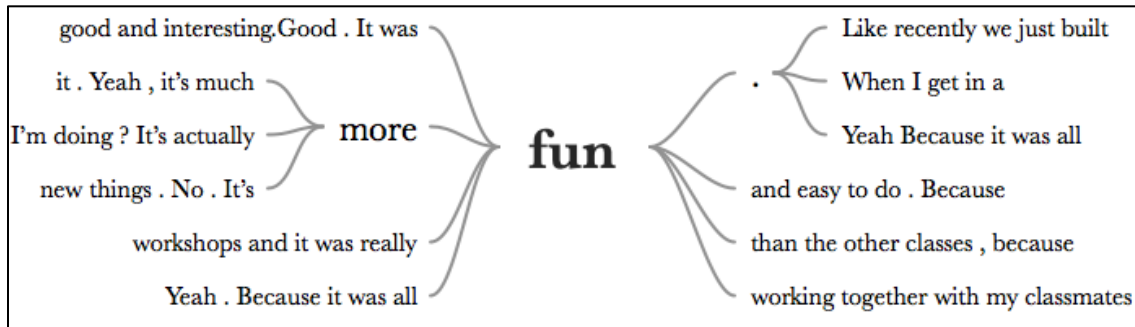 good and interesting.Good . It was
it . Yeah , it's much
I'm doing ? It's actually
new things . No . It's
more
workshops and it was really
Yeah . Because it was all
fun
.
Like recently we just built
When I get in a
Yeah Because it was all
and easy to do . Because
than the other classes , because
working together with my classmates